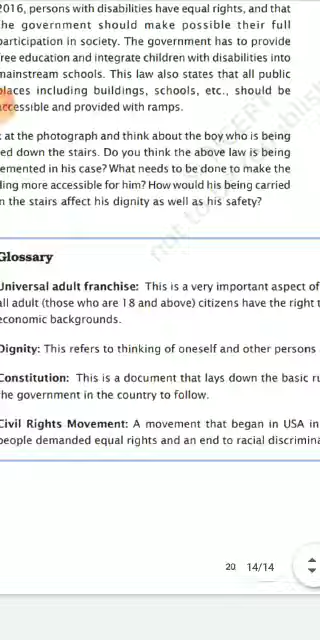 2016, persons with disabilities have equal rights, and that
he government should make possible their full
participation in society. The government has to provide
ree education and integrate children with disabilities into
mainstream schools. This law also states that all public
places including buildings, schools, etc., should be
accessible and provided with ramps.
at the photograph and think about the boy who is being
ed down the stairs. Do you think the above law is being
emented in his case? What needs to be done to make the
ding more accessible for him? How would his being carried
n the stairs affect his dignity as well as his safety?
Glossary
Universal adult franchise: This is a very important aspect of
all adult (those who are 18 and above) citizens have the right t
economic backgrounds.
Dignity: This refers to thinking of oneself and other persons
Constitution: This is a document that lays down the basic ru
he government in the country to follow.
Civil Rights Movement: A movement that began in USA in
people demanded equal rights and an end to racial discrimina
20 14/14